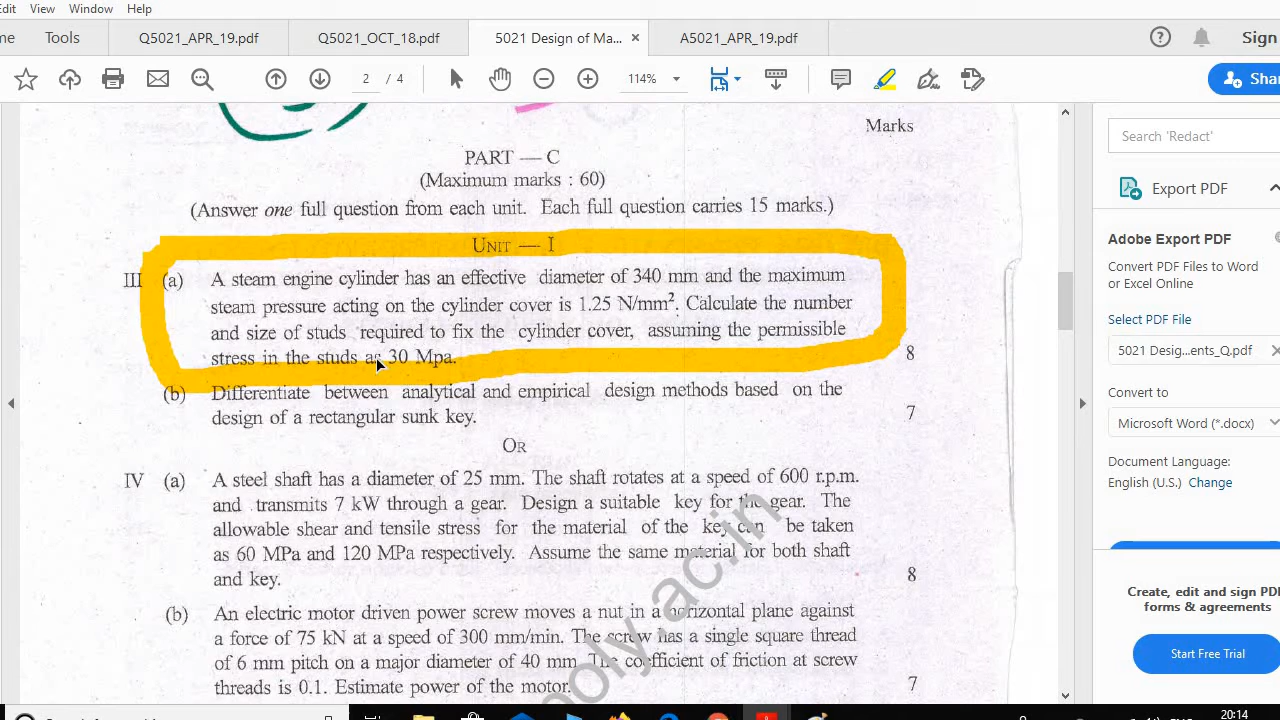 Edit View Window Help
me Tools Q5021_APR_19.pdf Q5021_OCT_18.pdf 5021 Design of Ma... × A5021_APR_19.pdf Sign
2 / 4 114% Shar
Marks
PART — C
(Maximum marks : 60)
(Answer one full question from each unit. Each full question carries 15 marks.)
UNIT — I
III (a) A steam engine cylinder has an effective diameter of 340 mm and the maximum
steam pressure acting on the cylinder cover is 1.25 N/mm². Calculate the number
and size of studs required to fix the cylinder cover, assuming the permissible
stress in the studs as 30 Mpa. 8
(b) Differentiate between analytical and empirical design methods based on the
design of a rectangular sunk key. 7
OR
IV (a) A steel shaft has a diameter of 25 mm. The shaft rotates at a speed of 600 r.p.m.
and transmits 7 kW through a gear. Design a suitable key for the gear. The
allowable shear and tensile stress for the material of the key can be taken
as 60 MPa and 120 MPa respectively. Assume the same material for both shaft
and key. 8
(b) An electric motor driven power screw moves a nut in a horizontal plane against
a force of 75 kN at a speed of 300 mm/min. The screw has a single square thread
of 6 mm pitch on a major diameter of 40 mm. The coefficient of friction at screw
threads is 0.1. Estimate power of the motor. 7
poly.ac.in
Search 'Redact'
Export PDF
Adobe Export PDF
Convert PDF Files to Word
or Excel Online
Select PDF File
5021 Desig...ents_Q.pdf ×
Convert to
Microsoft Word (*.docx)
Document Language:
English (U.S.) Change
Create, edit and sign PD
forms & agreements
Start Free Trial
20:14